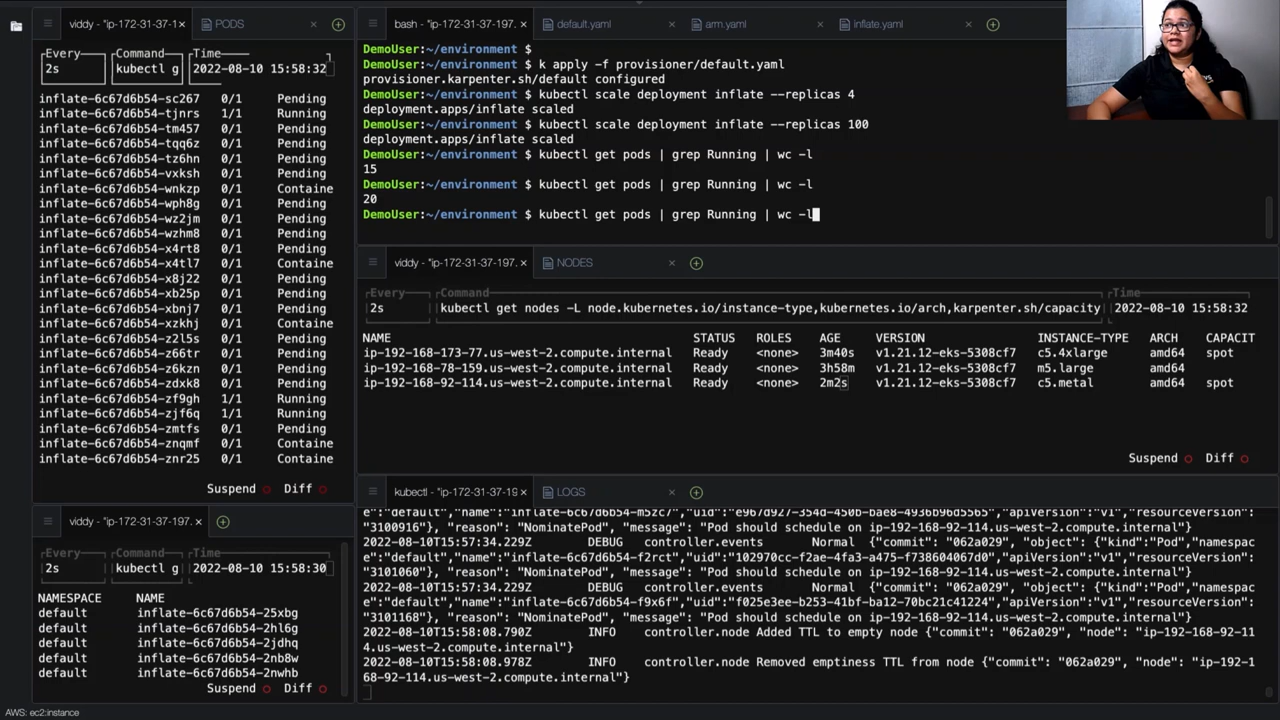 viddy - "ip-172-31-37-1
PODS
Every
Command
Time
2s
kubectl g
2022-08-10 15:58:32
inflate-6c67d6b54-sc267 0/1 Pending
inflate-6c67d6b54-tjnrs 1/1 Running
inflate-6c67d6b54-tm457 0/1 Pending
inflate-6c67d6b54-tqq6z 0/1 Pending
inflate-6c67d6b54-tz6hn 0/1 Pending
inflate-6c67d6b54-vxksh 0/1 Pending
inflate-6c67d6b54-wnkzp 0/1 Containe
inflate-6c67d6b54-wph8g 0/1 Pending
inflate-6c67d6b54-wz2jm 0/1 Pending
inflate-6c67d6b54-wzhm8 0/1 Pending
inflate-6c67d6b54-x4rt8 0/1 Pending
inflate-6c67d6b54-x4tl7 0/1 Containe
inflate-6c67d6b54-x8j22 0/1 Pending
inflate-6c67d6b54-xb25p 0/1 Pending
inflate-6c67d6b54-xbnj7 0/1 Pending
inflate-6c67d6b54-xzkhj 0/1 Containe
inflate-6c67d6b54-z2l5s 0/1 Pending
inflate-6c67d6b54-z66tr 0/1 Pending
inflate-6c67d6b54-z6kzn 0/1 Pending
inflate-6c67d6b54-zdxk8 0/1 Pending
inflate-6c67d6b54-zf9gh 1/1 Running
inflate-6c67d6b54-zjf6q 1/1 Running
inflate-6c67d6b54-zmtfs 0/1 Pending
inflate-6c67d6b54-znqmf 0/1 Containe
inflate-6c67d6b54-znr25 0/1 Containe
Suspend Diff
viddy - "ip-172-31-37-197.
Every
Command
Time
2s
kubectl g
2022-08-10 15:58:30
NAMESPACE NAME
default inflate-6c67d6b54-25xbg
default inflate-6c67d6b54-2hl6g
default inflate-6c67d6b54-2jdhq
default inflate-6c67d6b54-2nb8w
default inflate-6c67d6b54-2nwhb
Suspend Diff
bash - "ip-172-31-37-197.
default.yaml
arm.yaml
inflate.yaml
DemoUser:~/environment $
DemoUser:~/environment $ k apply -f provisioner/default.yaml
provisioner.karpenter.sh/default configured
DemoUser:~/environment $ kubectl scale deployment inflate --replicas 4
deployment.apps/inflate scaled
DemoUser:~/environment $ kubectl scale deployment inflate --replicas 100
deployment.apps/inflate scaled
DemoUser:~/environment $ kubectl get pods | grep Running | wc -l
15
DemoUser:~/environment $ kubectl get pods | grep Running | wc -l
20
DemoUser:~/environment $ kubectl get pods | grep Running | wc -l
viddy - "ip-172-31-37-197.
NODES
Every
Command
Time
2s
kubectl get nodes -L node.kubernetes.io/instance-type,kubernetes.io/arch,karpenter.sh/capacity
2022-08-10 15:58:32
NAME STATUS ROLES AGE VERSION INSTANCE-TYPE ARCH CAPACIT
ip-192-168-173-77.us-west-2.compute.internal Ready <none> 3m40s v1.21.12-eks-5308cf7 c5.4xlarge amd64 spot
ip-192-168-78-159.us-west-2.compute.internal Ready <none> 3h58m v1.21.12-eks-5308cf7 m5.large amd64
ip-192-168-92-114.us-west-2.compute.internal Ready <none> 2m2s v1.21.12-eks-5308cf7 c5.metal amd64 spot
Suspend Diff
kubectl - "ip-172-31-19
LOGS
e":"default","name":"inflate-6c67d6b54-m5zc7","uid":"e967d927-354d-450b-bae8-4936b96d5565","apiVersion":"v1","resourceVersion":
"3100916"}, "reason": "NominatePod", "message": "Pod should schedule on ip-192-168-92-114.us-west-2.compute.internal"}
2022-08-10T15:57:34.229Z DEBUG controller.events Normal {"commit": "062a029", "object": {"kind":"Pod","namespac
e":"default","name":"inflate-6c67d6b54-f2rct","uid":"102970cc-f2ae-4fa3-a475-f738604067d0","apiVersion":"v1","resourceVersion":
"3101060"}, "reason": "NominatePod", "message": "Pod should schedule on ip-192-168-92-114.us-west-2.compute.internal"}
2022-08-10T15:57:34.229Z DEBUG controller.events Normal {"commit": "062a029", "object": {"kind":"Pod","namespac
e":"default","name":"inflate-6c67d6b54-f9x6f","uid":"f025e3ee-b253-41bf-ba12-70bc21c41224","apiVersion":"v1","resourceVersion":
"3101168"}, "reason": "NominatePod", "message": "Pod should schedule on ip-192-168-92-114.us-west-2.compute.internal"}
2022-08-10T15:58:08.790Z INFO controller.node Added TTL to empty node {"commit": "062a029", "node": "ip-192-168-92-11
4.us-west-2.compute.internal"}
2022-08-10T15:58:08.978Z INFO controller.node Removed emptiness TTL from node {"commit": "062a029", "node": "ip-192-1
68-92-114.us-west-2.compute.internal"}
AWS: ec2:instance